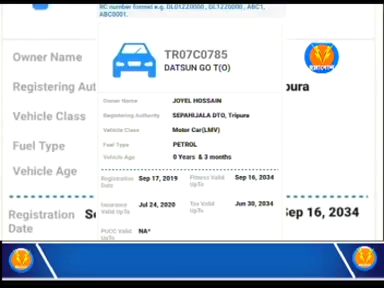 RC number format e.g. DL01ZZ0000 , DL1ZZ0000 , ABC1,
ABC0001.
TR07C0785
DATSUN GO T(O)
Owner Name
Owner Name JOYEL HOSSAIN
Registering Aut
Registering Authority SEPAHIJALA DTO, Tripura
pura
Vehicle Class
Vehicle Class Motor Car(LMV)
Fuel Type
Fuel Type PETROL
Vehicle Age
Vehicle Age 0 Years & 3 months
Registration Date Sep 17, 2019 Fitness Valid UpTo Sep 16, 2034
Registration Date
Sep 16, 2034
Insurance Valid UpTo Jul 24, 2020 Tax Valid UpTo Jun 30, 2034
PUCC Valid UpTo NA*